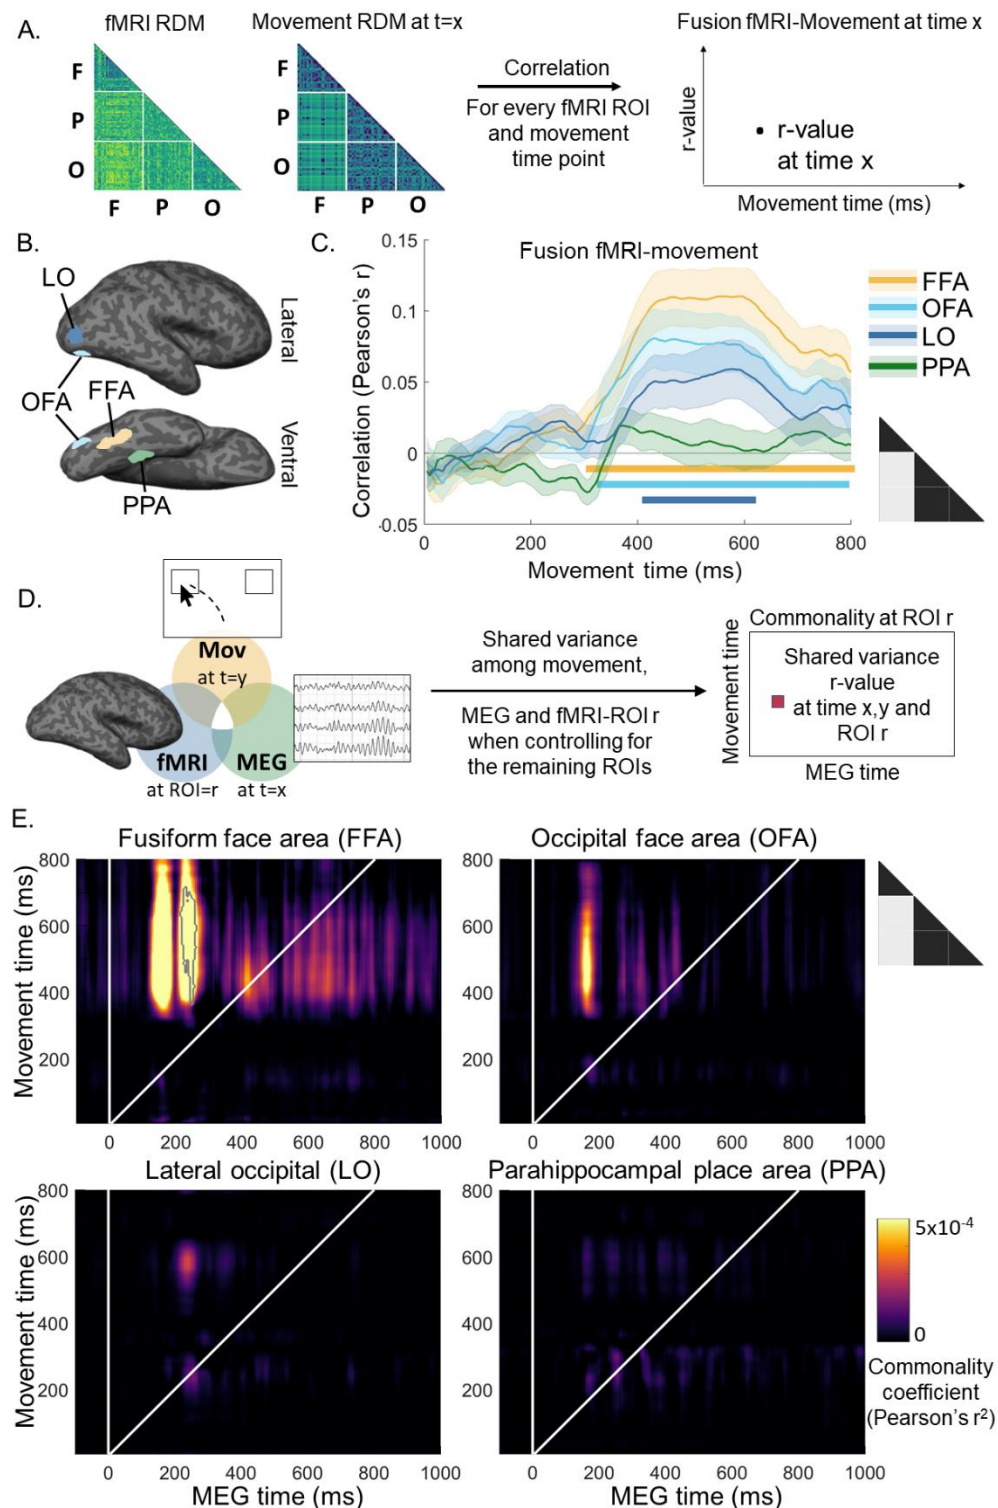 A.
fMRI RDM
Movement RDM at t=x
Fusion fMRI-Movement at time x
F
P
O
F P O
F
P
O
F P O
Correlation
For every fMRI ROI
and movement
time point
r-value
r-value
at time x
Movement time (ms)
B.
LO
OFA
FFA
PPA
Lateral
Ventral
C.
Fusion fMRI-movement
Correlation (Pearson's r)
0.15
0.1
0.05
0
-0.05
0 200 400 600 800
Movement time (ms)
FFA
OFA
LO
PPA
D.
Mov
at t=y
fMRI
at ROI=r
MEG
at t=x
Shared variance
among movement,
MEG and fMRI-ROI r
when controlling for
the remaining ROIs
Commonality at ROI r
Movement time
Shared variance
r-value
at time x,y and
ROI r
MEG time
E.
Fusiform face area (FFA)
Movement time (ms)
800
600
400
200
0 200 400 600 800 1000
Occipital face area (OFA)
800
600
400
200
0 200 400 600 800 1000
Lateral occipital (LO)
Movement time (ms)
800
600
400
200
0 200 400 600 800 1000
MEG time (ms)
Parahippocampal place area (PPA)
800
600
400
200
0 200 400 600 800 1000
MEG time (ms)
5x10⁻⁴
0
Commonality
coefficient
(Pearson's r²)